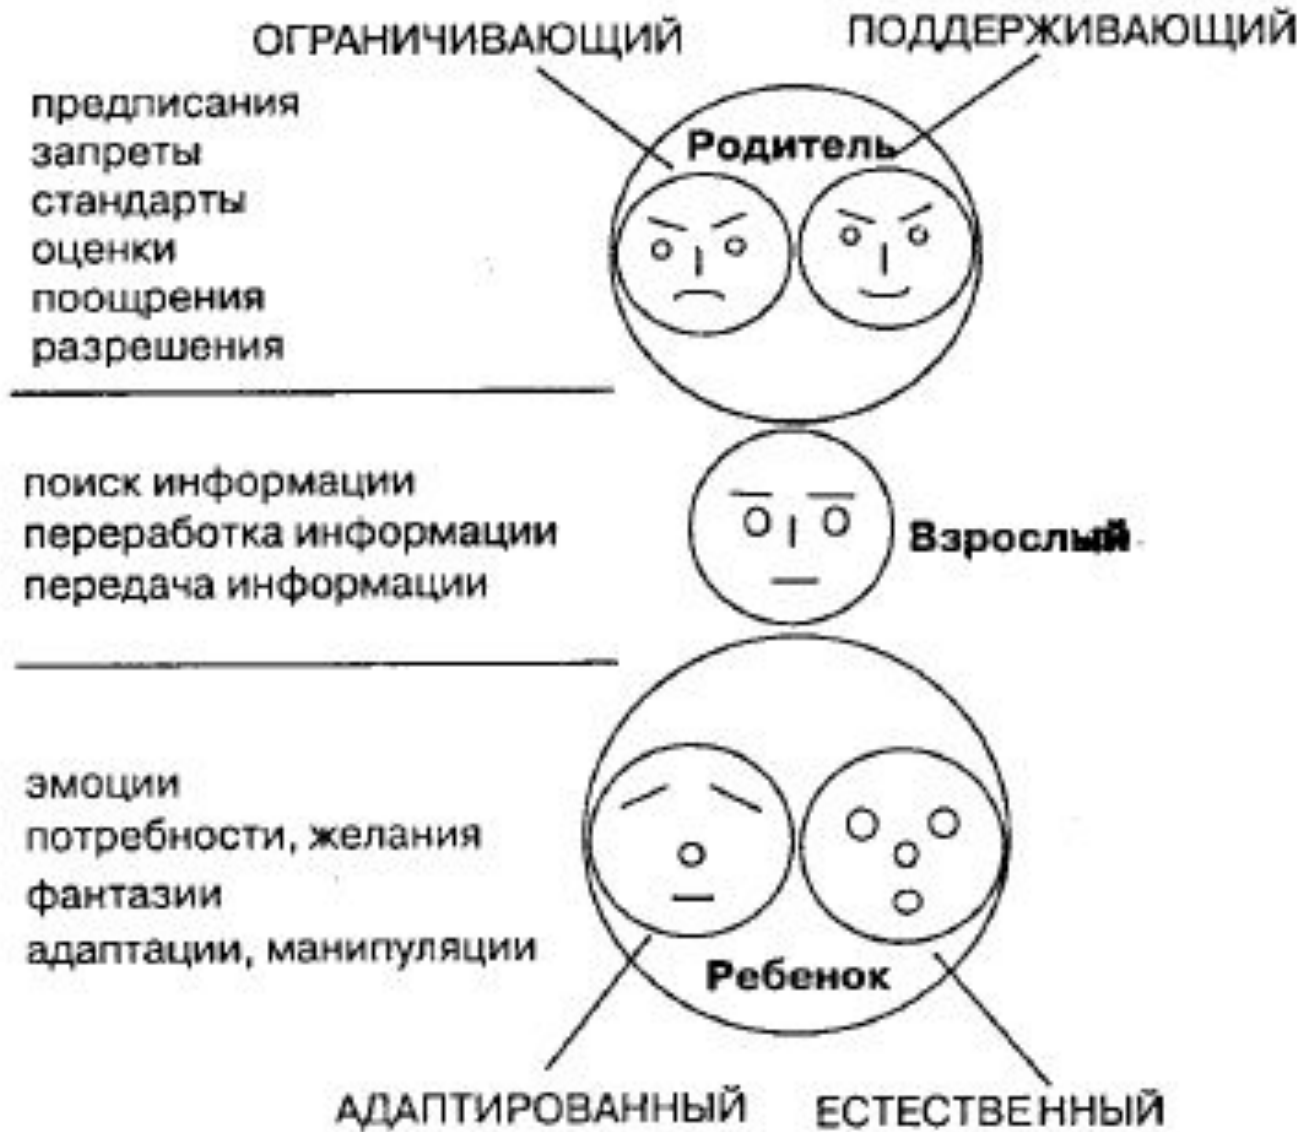 ОГРАНИЧИВАЮЩИЙ
ПОДДЕРЖИВАЮЩИЙ
предписания
запреты
стандарты
оценки
поощрения
разрешения
Родитель
поиск информации
переработка информации
передача информации
Взрослый
эмоции
потребности, желания
фантазии
адаптации, манипуляции
Ребенок
АДАПТИРОВАННЫЙ
ЕСТЕСТВЕННЫЙ